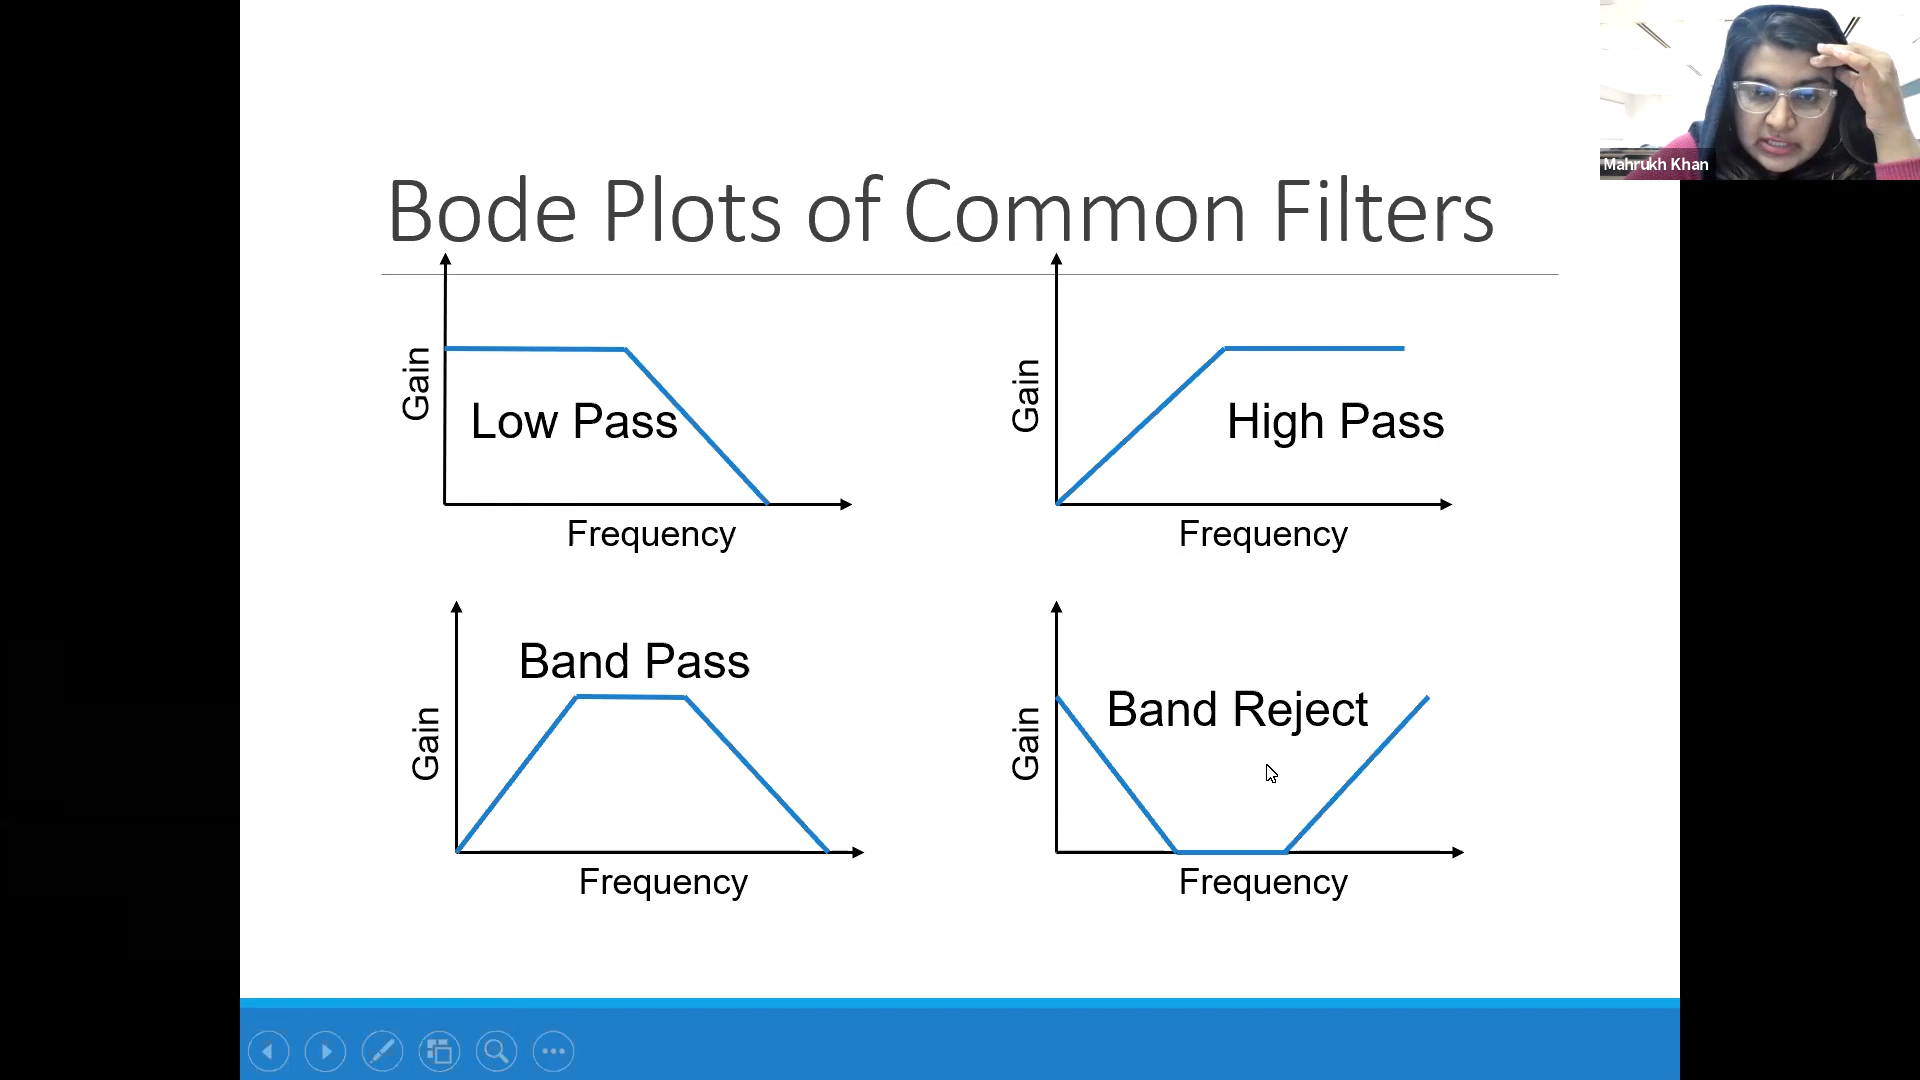 Mahrukh Khan
Bode Plots of Common Filters
Gain
Low Pass
Frequency
Gain
High Pass
Frequency
Band Pass
Gain
Frequency
Band Reject
Gain
Frequency